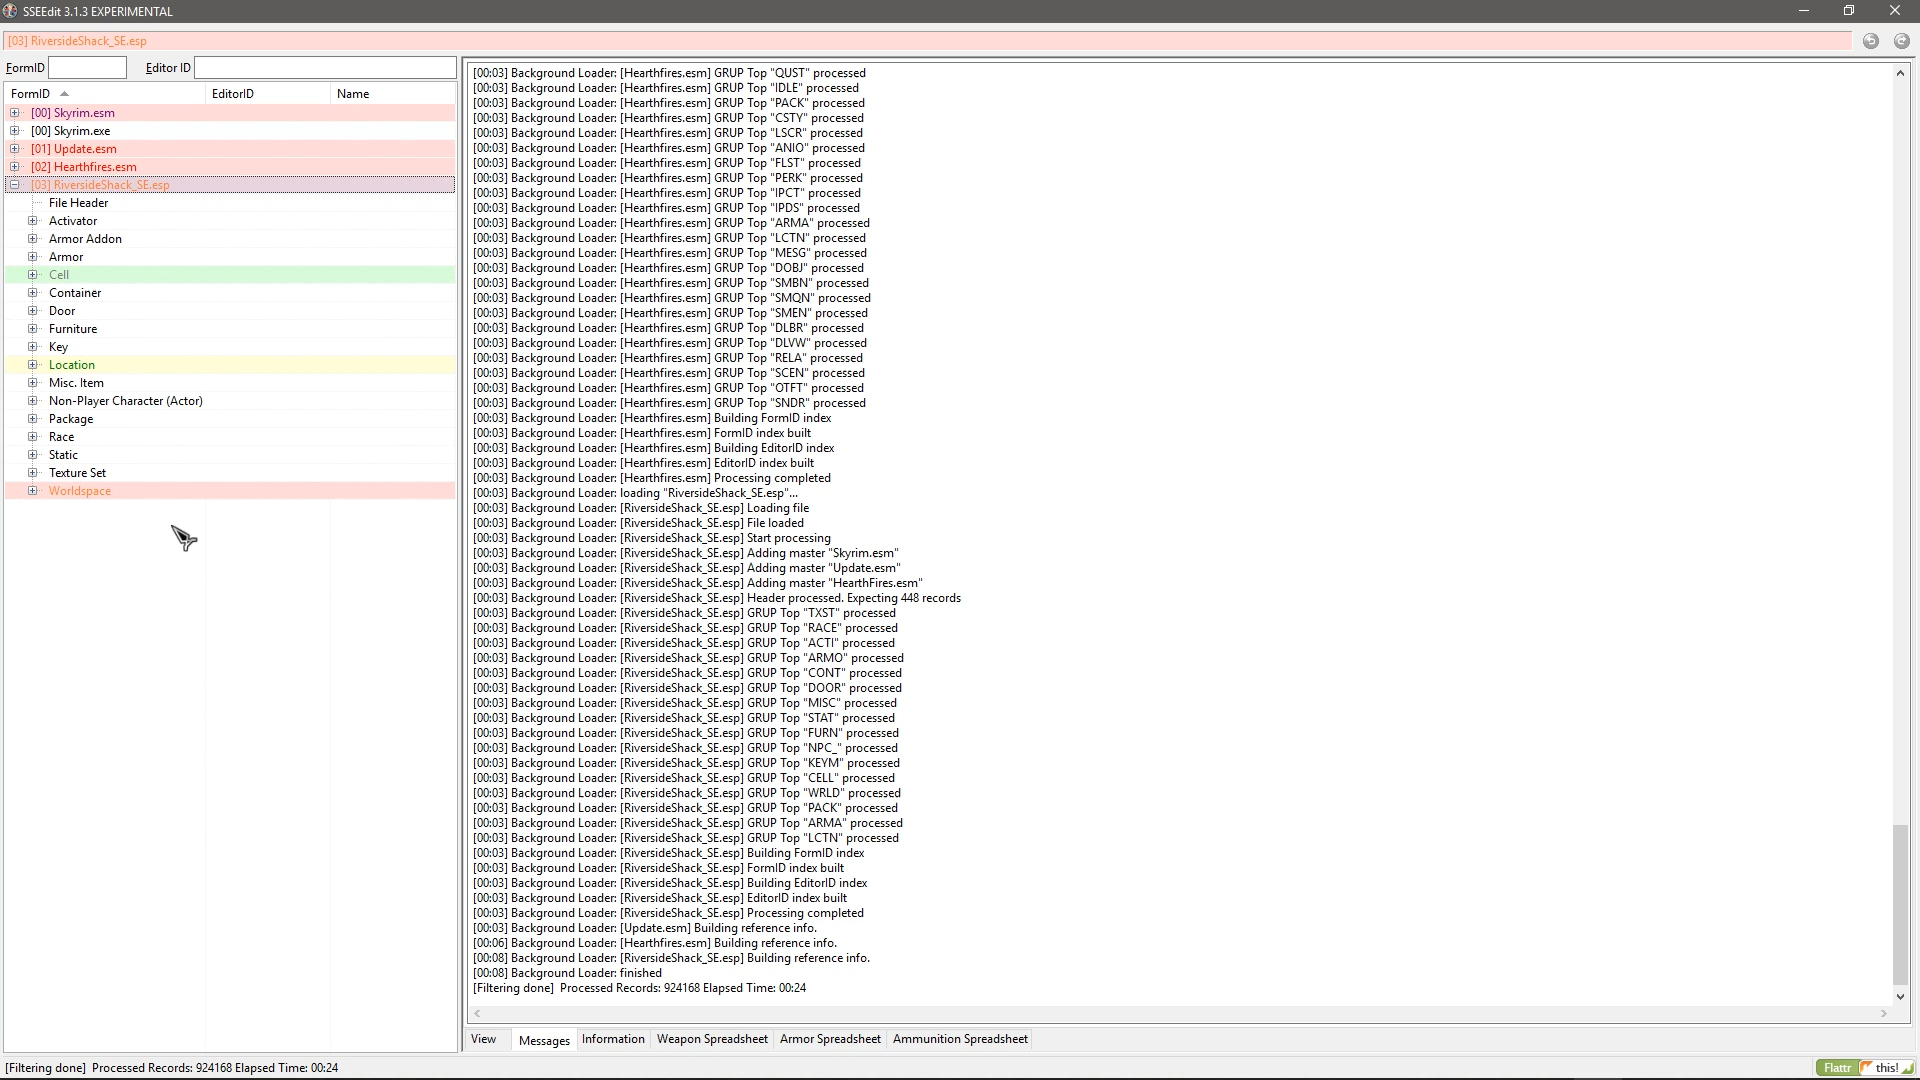 SSEEdit 3.1.3 EXPERIMENTAL
[03] RiversideShack_SE.esp
FormID
Editor ID
FormID EditorID Name
[00] Skyrim.esm
[00] Skyrim.exe
[01] Update.esm
[02] Hearthfires.esm
[03] RiversideShack_SE.esp
File Header
Activator
Armor Addon
Armor
Cell
Container
Door
Furniture
Key
Location
Misc. Item
Non-Player Character (Actor)
Package
Race
Static
Texture Set
Worldspace
[00:03] Background Loader: [Hearthfires.esm] GRUP Top "QUST" processed
[00:03] Background Loader: [Hearthfires.esm] GRUP Top "IDLE" processed
[00:03] Background Loader: [Hearthfires.esm] GRUP Top "PACK" processed
[00:03] Background Loader: [Hearthfires.esm] GRUP Top "CSTY" processed
[00:03] Background Loader: [Hearthfires.esm] GRUP Top "LSCR" processed
[00:03] Background Loader: [Hearthfires.esm] GRUP Top "ANIO" processed
[00:03] Background Loader: [Hearthfires.esm] GRUP Top "FLST" processed
[00:03] Background Loader: [Hearthfires.esm] GRUP Top "PERK" processed
[00:03] Background Loader: [Hearthfires.esm] GRUP Top "IPCT" processed
[00:03] Background Loader: [Hearthfires.esm] GRUP Top "IPDS" processed
[00:03] Background Loader: [Hearthfires.esm] GRUP Top "ARMA" processed
[00:03] Background Loader: [Hearthfires.esm] GRUP Top "LCTN" processed
[00:03] Background Loader: [Hearthfires.esm] GRUP Top "MESG" processed
[00:03] Background Loader: [Hearthfires.esm] GRUP Top "DOBJ" processed
[00:03] Background Loader: [Hearthfires.esm] GRUP Top "SMBN" processed
[00:03] Background Loader: [Hearthfires.esm] GRUP Top "SMQN" processed
[00:03] Background Loader: [Hearthfires.esm] GRUP Top "SMEN" processed
[00:03] Background Loader: [Hearthfires.esm] GRUP Top "DLBR" processed
[00:03] Background Loader: [Hearthfires.esm] GRUP Top "DLVW" processed
[00:03] Background Loader: [Hearthfires.esm] GRUP Top "RELA" processed
[00:03] Background Loader: [Hearthfires.esm] GRUP Top "SCEN" processed
[00:03] Background Loader: [Hearthfires.esm] GRUP Top "OTFT" processed
[00:03] Background Loader: [Hearthfires.esm] GRUP Top "SNDR" processed
[00:03] Background Loader: [Hearthfires.esm] Building FormID index
[00:03] Background Loader: [Hearthfires.esm] FormID index built
[00:03] Background Loader: [Hearthfires.esm] Building EditorID index
[00:03] Background Loader: [Hearthfires.esm] EditorID index built
[00:03] Background Loader: [Hearthfires.esm] Processing completed
[00:03] Background Loader: loading "RiversideShack_SE.esp"...
[00:03] Background Loader: [RiversideShack_SE.esp] Loading file
[00:03] Background Loader: [RiversideShack_SE.esp] File loaded
[00:03] Background Loader: [RiversideShack_SE.esp] Start processing
[00:03] Background Loader: [RiversideShack_SE.esp] Adding master "Skyrim.esm"
[00:03] Background Loader: [RiversideShack_SE.esp] Adding master "Update.esm"
[00:03] Background Loader: [RiversideShack_SE.esp] Adding master "HearthFires.esm"
[00:03] Background Loader: [RiversideShack_SE.esp] Header processed. Expecting 448 records
[00:03] Background Loader: [RiversideShack_SE.esp] GRUP Top "TXST" processed
[00:03] Background Loader: [RiversideShack_SE.esp] GRUP Top "RACE" processed
[00:03] Background Loader: [RiversideShack_SE.esp] GRUP Top "ACTI" processed
[00:03] Background Loader: [RiversideShack_SE.esp] GRUP Top "ARMO" processed
[00:03] Background Loader: [RiversideShack_SE.esp] GRUP Top "CONT" processed
[00:03] Background Loader: [RiversideShack_SE.esp] GRUP Top "DOOR" processed
[00:03] Background Loader: [RiversideShack_SE.esp] GRUP Top "MISC" processed
[00:03] Background Loader: [RiversideShack_SE.esp] GRUP Top "STAT" processed
[00:03] Background Loader: [RiversideShack_SE.esp] GRUP Top "FURN" processed
[00:03] Background Loader: [RiversideShack_SE.esp] GRUP Top "NPC_" processed
[00:03] Background Loader: [RiversideShack_SE.esp] GRUP Top "KEYM" processed
[00:03] Background Loader: [RiversideShack_SE.esp] GRUP Top "CELL" processed
[00:03] Background Loader: [RiversideShack_SE.esp] GRUP Top "WRLD" processed
[00:03] Background Loader: [RiversideShack_SE.esp] GRUP Top "PACK" processed
[00:03] Background Loader: [RiversideShack_SE.esp] GRUP Top "ARMA" processed
[00:03] Background Loader: [RiversideShack_SE.esp] GRUP Top "LCTN" processed
[00:03] Background Loader: [RiversideShack_SE.esp] Building FormID index
[00:03] Background Loader: [RiversideShack_SE.esp] FormID index built
[00:03] Background Loader: [RiversideShack_SE.esp] Building EditorID index
[00:03] Background Loader: [RiversideShack_SE.esp] EditorID index built
[00:03] Background Loader: [RiversideShack_SE.esp] Processing completed
[00:03] Background Loader: [Update.esm] Building reference info.
[00:06] Background Loader: [Hearthfires.esm] Building reference info.
[00:08] Background Loader: [RiversideShack_SE.esp] Building reference info.
[00:08] Background Loader: finished
[Filtering done] Processed Records: 924168 Elapsed Time: 00:24
View Messages Information Weapon Spreadsheet Armor Spreadsheet Ammunition Spreadsheet
[Filtering done] Processed Records: 924168 Elapsed Time: 00:24
Flattr this!